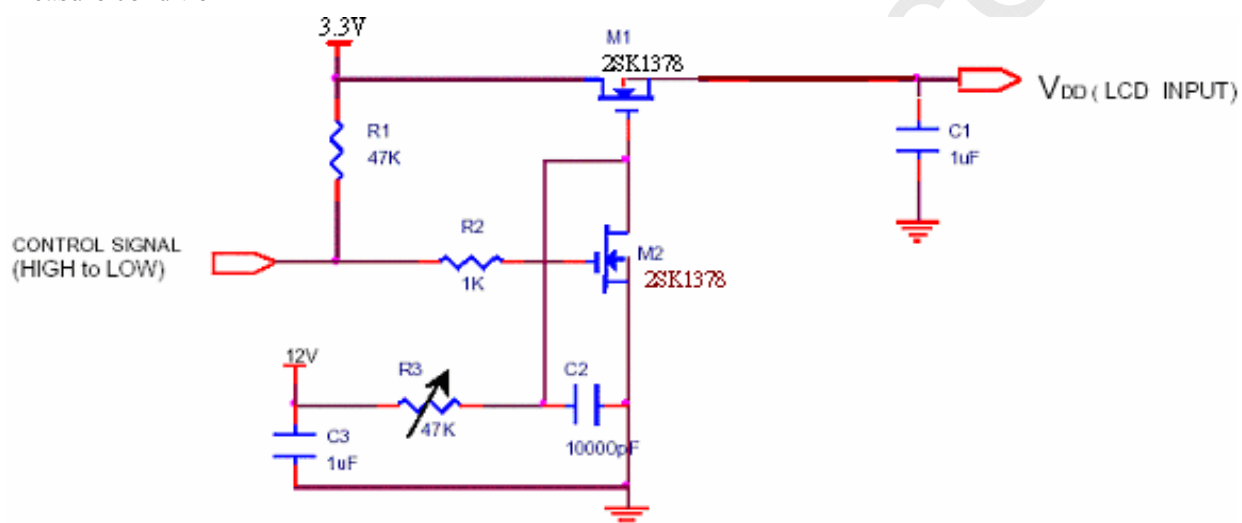 3.3V
M1
2SK1378
VDD ( LCD INPUT)
R1
47K
C1
1uF
CONTROL SIGNAL
(HIGH to LOW)
R2
1K
M2
2SK1378
12V
R3
47K
C2
10000pF
C3
1uF